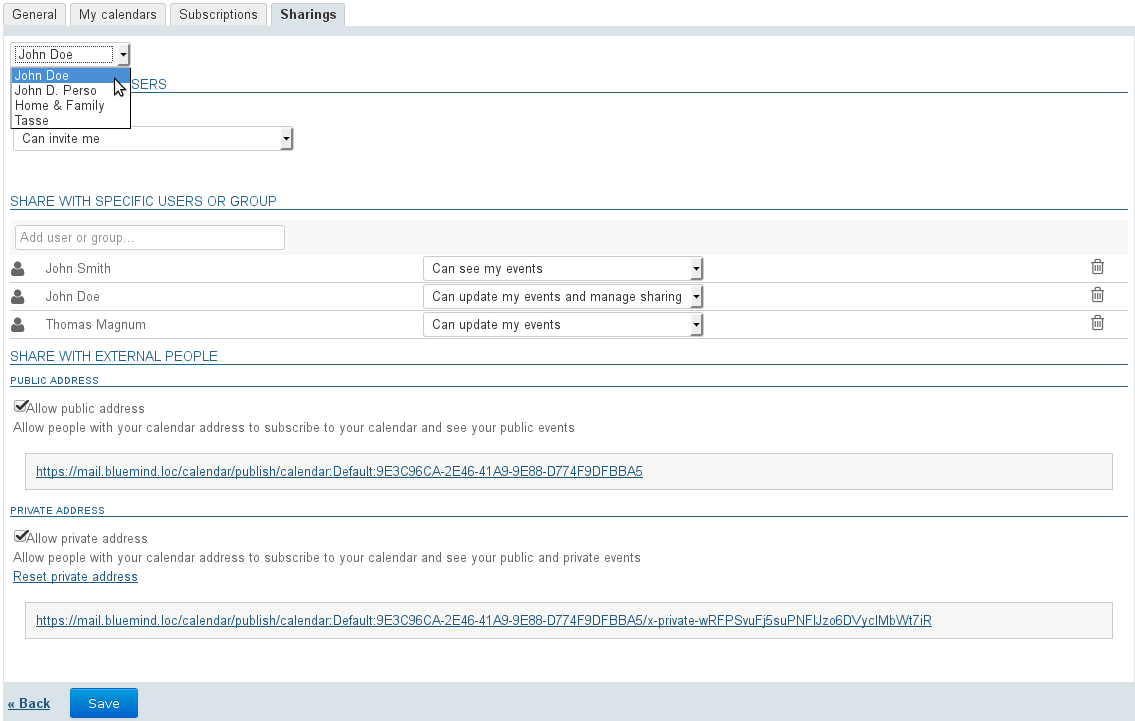 General My calendars Subscriptions Sharings
John Doe
John Doe
SERS
John D. Perso
Home & Family
Tasse
Can invite me
SHARE WITH SPECIFIC USERS OR GROUP
Add user or group...
John Smith Can see my events
John Doe Can update my events and manage sharing
Thomas Magnum Can update my events
SHARE WITH EXTERNAL PEOPLE
PUBLIC ADDRESS
Allow public address
Allow people with your calendar address to subscribe to your calendar and see your public events
https://mail.bluemind.loc/calendar/publish/calendar:Default:9E3C96CA-2E46-41A9-9E88-D774F9DFBBA5
PRIVATE ADDRESS
Allow private address
Allow people with your calendar address to subscribe to your calendar and see your public and private events
Reset private address
https://mail.bluemind.loc/calendar/publish/calendar:Default:9E3C96CA-2E46-41A9-9E88-D774F9DFBBA5/x-private-wRFPSvuFj5suPNFlJzo6DVyclMbWt7iR
« Back Save